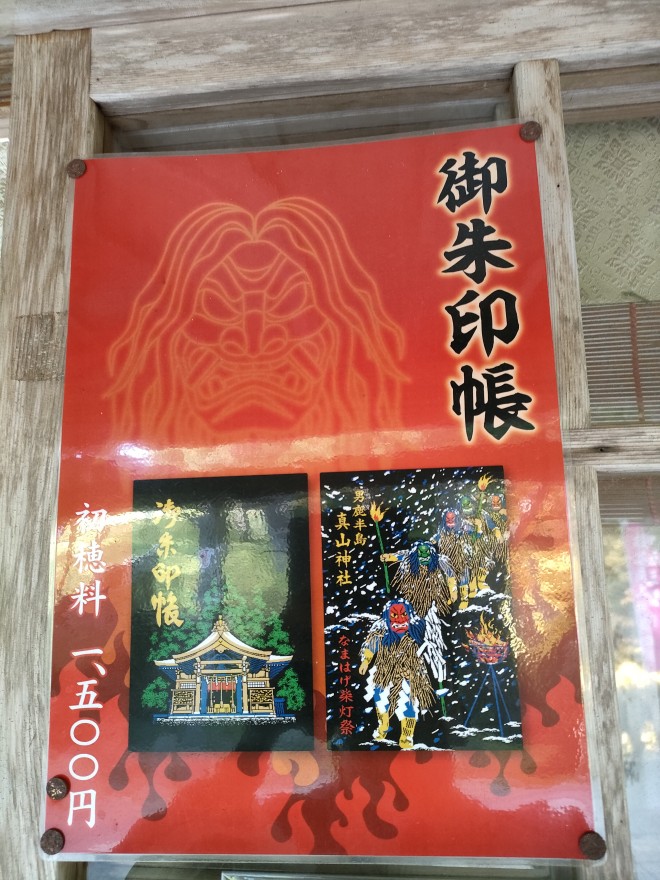 御朱印帳
男鹿半島
真山神社
なまはげ柴灯祭
御朱印帳
初穂料 一、五〇〇円